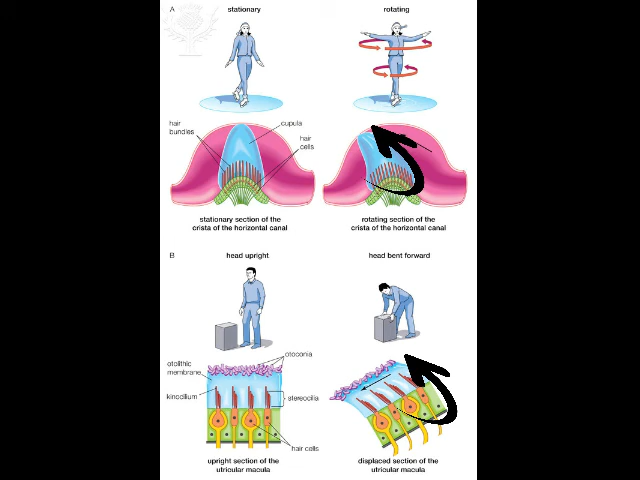 A
stationary
rotating
hair
bundles
cupula
hair
cells
stationary section of the
crista of the horizontal canal
rotating section of the
crista of the horizontal canal
B
head upright
head bent forward
otoconia
otolithic
membrane
kinocilium
stereocilia
hair cells
upright section of the
utricular macula
displaced section of the
utricular macula